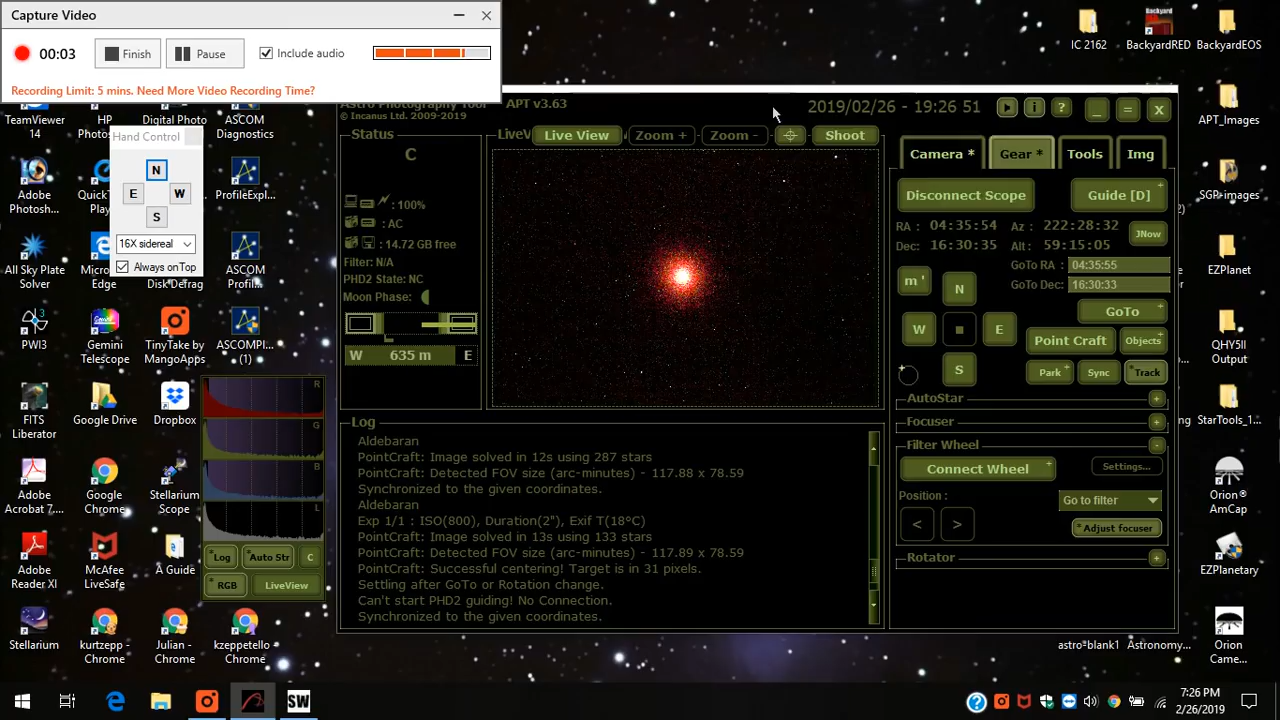 Capture Video
00:03
Finish
Pause
Include audio
Recording Limit: 5 mins. Need More Video Recording Time?
TeamViewer 14
HP Photos...
Digital Photo
ASCOM Diagnostics
Hand Control
N
E
W
S
16X sidereal
Always on Top
Adobe Photosh...
QuickT
Play
ProfileExpl...
All Sky Plate Solver
Micro
Edge
Disk Defrag
ASCOM Profil...
PWI3
Gemini Telescope
TinyTake by MangoApps
ASCOMPl... (1)
FITS Liberator
Google Drive
Dropbox
Adobe Acrobat 7...
Google Chrome
Stellarium Scope
Adobe Reader XI
McAfee LiveSafe
A Guide
Stellarium
kurtzepp - Chrome
Julian - Chrome
kzeppetello - Chrome
R
G
B
L
Log
Auto Str
C
RGB
LiveView
Astro Photography Tool
APT v3.63
© Incanus Ltd. 2009-2019
2019/02/26 - 19:26 51
i
?
X
Status
C
: 100%
: AC
: 14.72 GB free
Filter: N/A
PHD2 State: NC
Moon Phase:
W 635 m E
LiveV
Live View
Zoom +
Zoom -
Shoot
Log
Aldebaran
PointCraft: Image solved in 12s using 287 stars
PointCraft: Detected FOV size (arc-minutes) - 117.88 x 78.59
Synchronized to the given coordinates.
Aldebaran
Exp 1/1 : ISO(800), Duration(2"), Exif T(18°C)
PointCraft: Image solved in 13s using 133 stars
PointCraft: Detected FOV size (arc-minutes) - 117.89 x 78.59
PointCraft: Successful centering! Target is in 31 pixels.
Settling after GoTo or Rotation change.
Can't start PHD2 guiding! No Connection.
Synchronized to the given coordinates.
Camera *
Gear *
Tools
Img
Disconnect Scope
Guide [D]
RA : 04:35:54 Az : 222:28:32
Dec: 16:30:35 Alt : 59:15:05
JNow
GoTo RA : 04:35:55
GoTo Dec: 16:30:33
m '
N
W
E
S
GoTo
Point Craft
Objects
Park
Sync
Track
AutoStar
Focuser
Filter Wheel
Connect Wheel
Settings...
Position :
Go to filter
<
>
*Adjust focuser
Rotator
IC 2162
BackyardRED
BackyardEOS
APT_Images
SGP-images
EZPlanet
QHY5II Output
StarTools_1...
Orion® AmCap
EZPlanetary
astro*blank1
Astronomy...
Orion Came...
SW
7:26 PM
2/26/2019